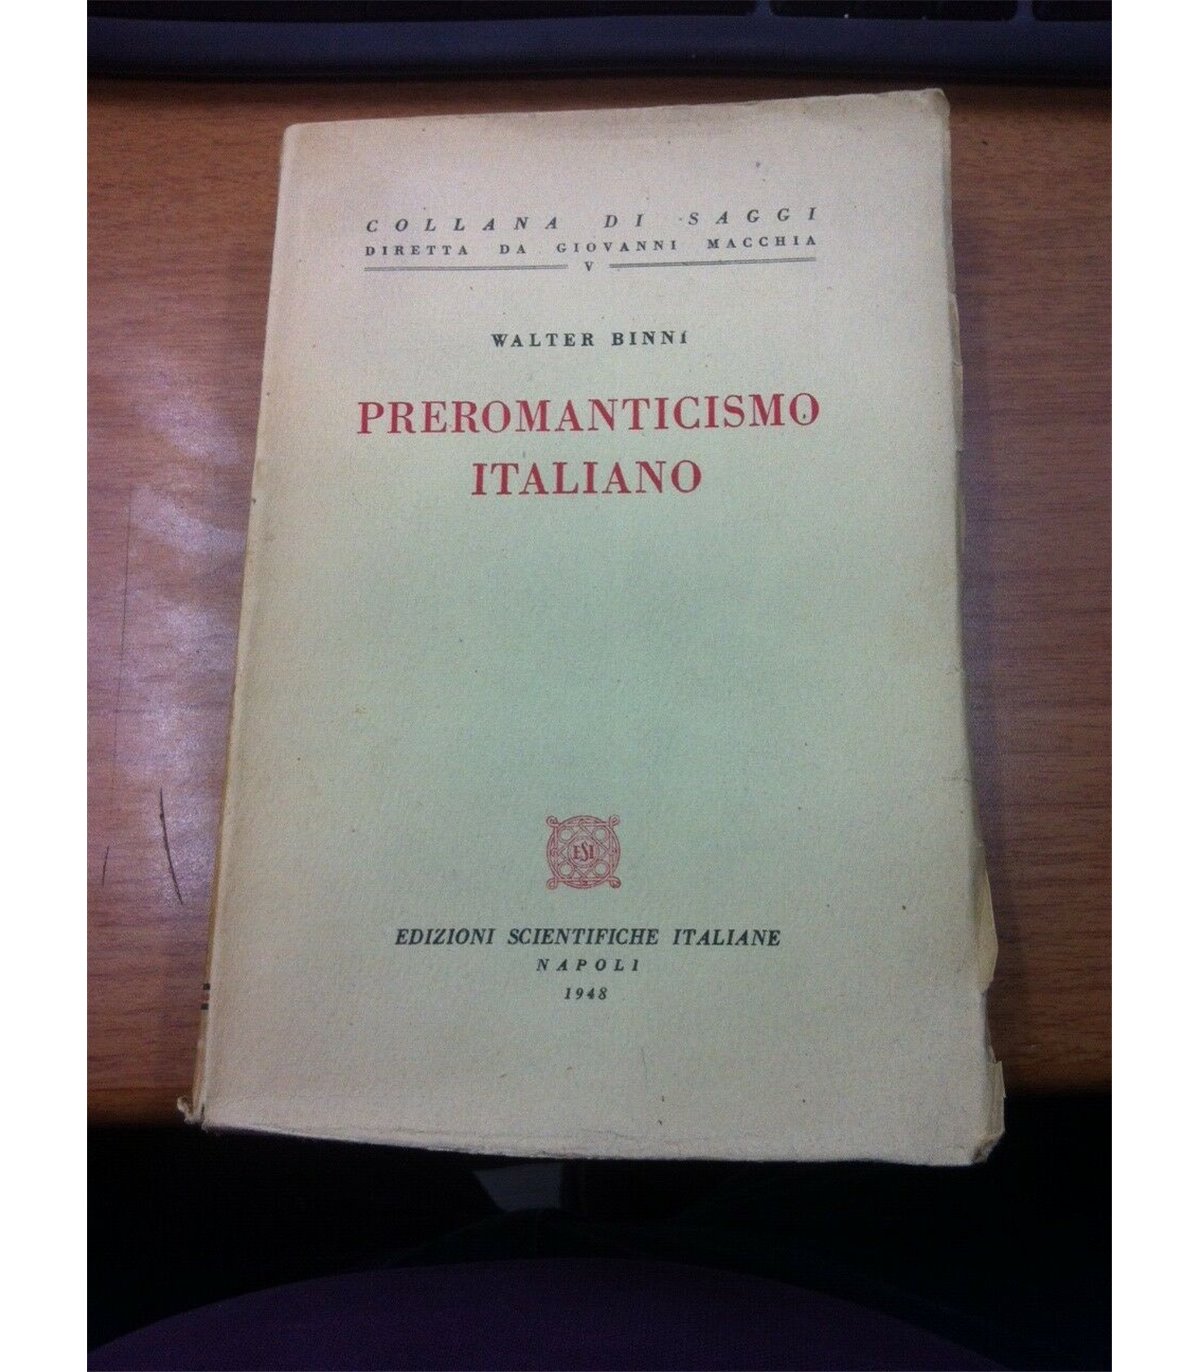 COLLANA DI SAGGI
DIRETTA DA GIOVANNI MACCHIA
V
WALTER BINNI
PREROMANTICISMO
ITALIANO
ESI
EDIZIONI SCIENTIFICHE ITALIANE
NAPOLI
1948